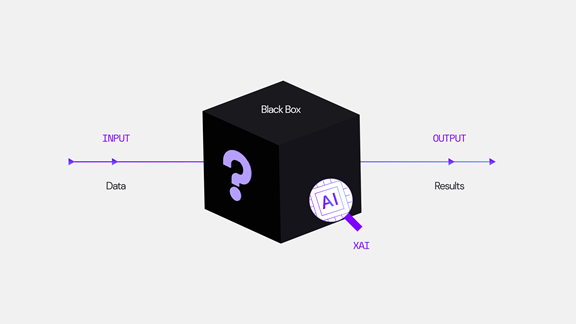 Black Box
INPUT
OUTPUT
?
Data
Results
AI
XAI